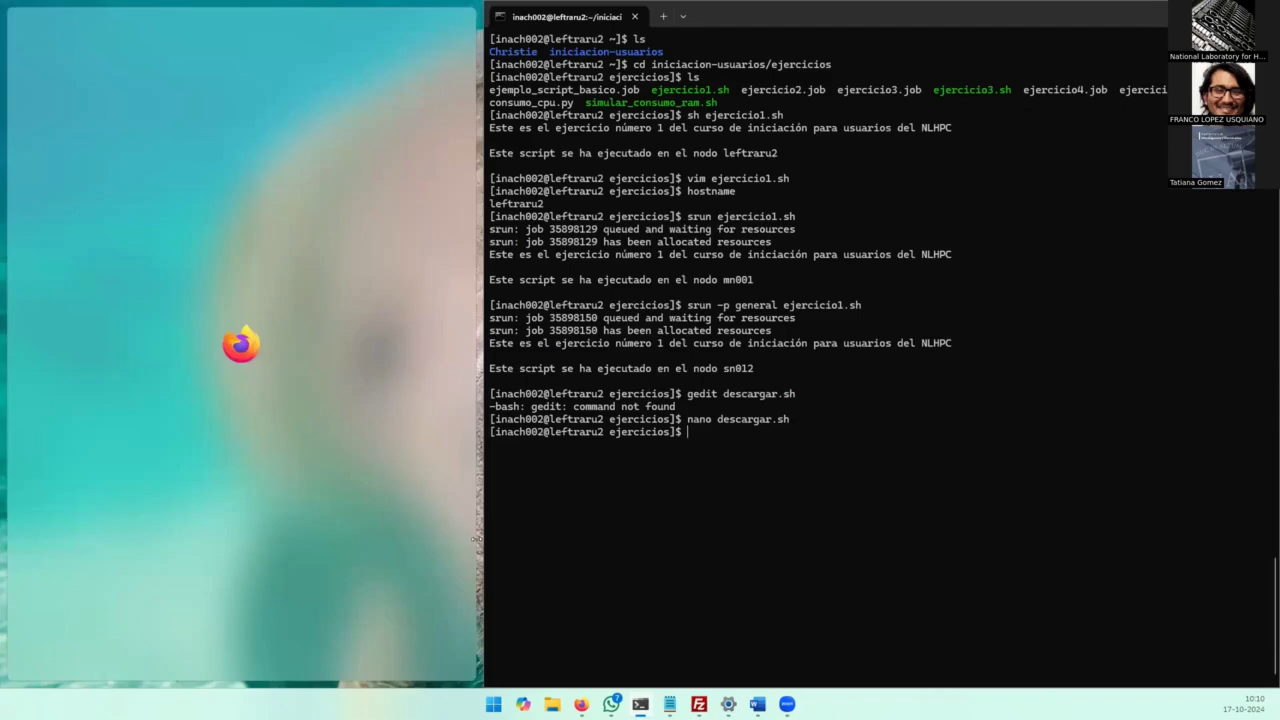 inach002@leftraru2:~/iniciaci
[inach002@leftraru2 ~]$ ls
Christie  iniciacion-usuarios
[inach002@leftraru2 ~]$ cd iniciacion-usuarios/ejercicios
[inach002@leftraru2 ejercicios]$ ls
ejemplo_script_basico.job  ejercicio1.sh  ejercicio2.job  ejercicio3.job  ejercicio3.sh  ejercicio4.job  ejercici
consumo_cpu.py  simular_consumo_ram.sh
[inach002@leftraru2 ejercicios]$ sh ejercicio1.sh
Este es el ejercicio número 1 del curso de iniciación para usuarios del NLHPC
Este script se ha ejecutado en el nodo leftraru2
[inach002@leftraru2 ejercicios]$ vim ejercicio1.sh
[inach002@leftraru2 ejercicios]$ hostname
leftraru2
[inach002@leftraru2 ejercicios]$ srun ejercicio1.sh
srun: job 35898129 queued and waiting for resources
srun: job 35898129 has been allocated resources
Este es el ejercicio número 1 del curso de iniciación para usuarios del NLHPC
Este script se ha ejecutado en el nodo mn001
[inach002@leftraru2 ejercicios]$ srun -p general ejercicio1.sh
srun: job 35898150 queued and waiting for resources
srun: job 35898150 has been allocated resources
Este es el ejercicio número 1 del curso de iniciación para usuarios del NLHPC
Este script se ha ejecutado en el nodo sn012
[inach002@leftraru2 ejercicios]$ gedit descargar.sh
-bash: gedit: command not found
[inach002@leftraru2 ejercicios]$ nano descargar.sh
[inach002@leftraru2 ejercicios]$
National Laboratory for H...
FRANCO LOPEZ USQUIANO
Tatiana Gomez
7
10:10
17-10-2024